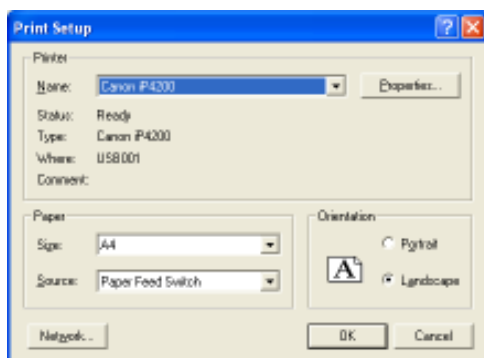 Print Setup
Printer
Name: Canon iP4200 Properties...
Status: Ready
Type: Canon iP4200
Where: USB001
Comment:
Paper
Size: A4
Source: Paper Feed Switch
Orientation
A
Portrait
Landscape
Network... OK Cancel